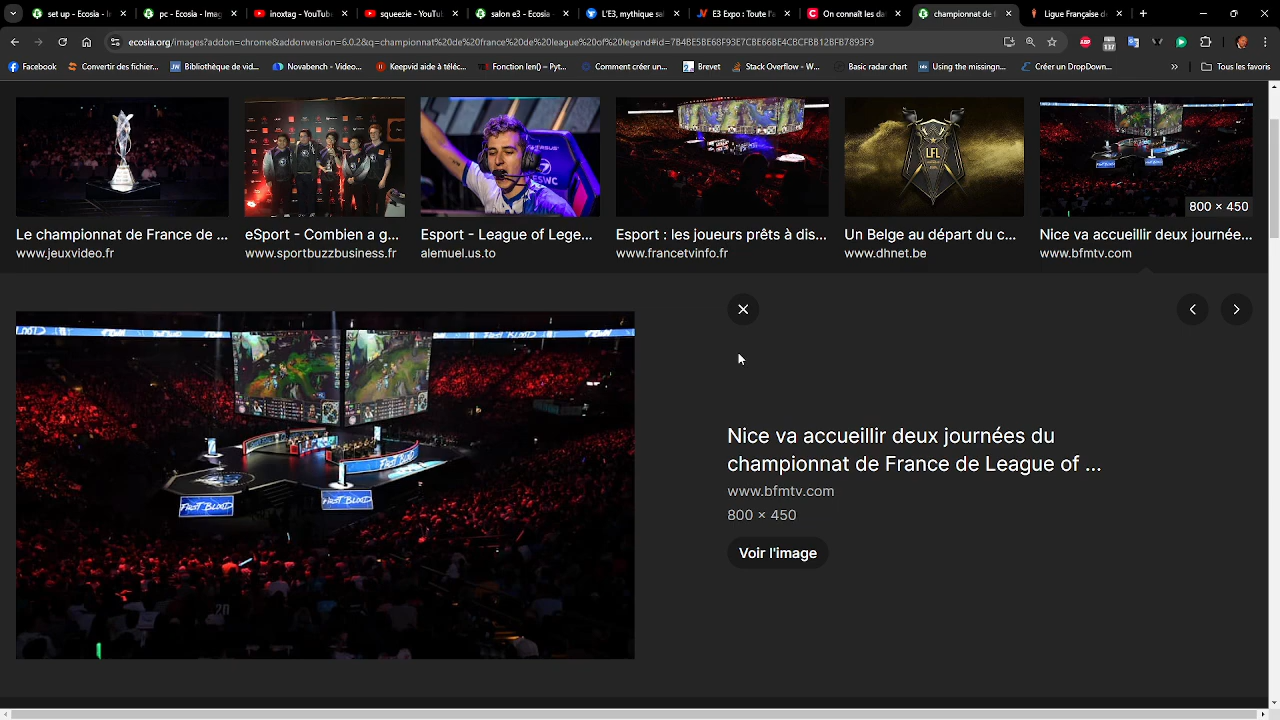 set up - Ecosia - I
pc - Ecosia - Imag
inoxtag - YouTub
squeezie - YouTu
salon e3 - Ecosia
L'E3, mythique sa
E3 Expo : Toute l'a
On connaît les da
championnat de f
Ligue Française d
ecosia.org/images?addon=chrome&addonversion=6.0.2&q=championnat%20de%20france%20de%20league%20of%20legend#id=7B4BE5BE68F93E7CBE66BE4CBCFBB12BFB7893F9
137
Facebook
Convertir des fichier...
Bibliothèque de vid...
Novabench - Video...
Keepvid aide à téléc...
Fonction len() – Pyt...
Comment créer un...
Brevet
Stack Overflow - W...
Basic radar chart
Using the missingn...
Créer un DropDown...
»
Tous les favoris
LFL
ESWC
800 × 450
Le championnat de France de ...
eSport - Combien a g...
Esport - League of Lege...
Esport : les joueurs prêts à dis...
Un Belge au départ du c...
Nice va accueillir deux journée...
www.jeuxvideo.fr
www.sportbuzzbusiness.fr
alemuel.us.to
www.francetvinfo.fr
www.dhnet.be
www.bfmtv.com
FIRST BLOOD
FIRST BLOOD
FIRST BLOOD
Nice va accueillir deux journées du
championnat de France de League of ...
www.bfmtv.com
800 × 450
Voir l'image